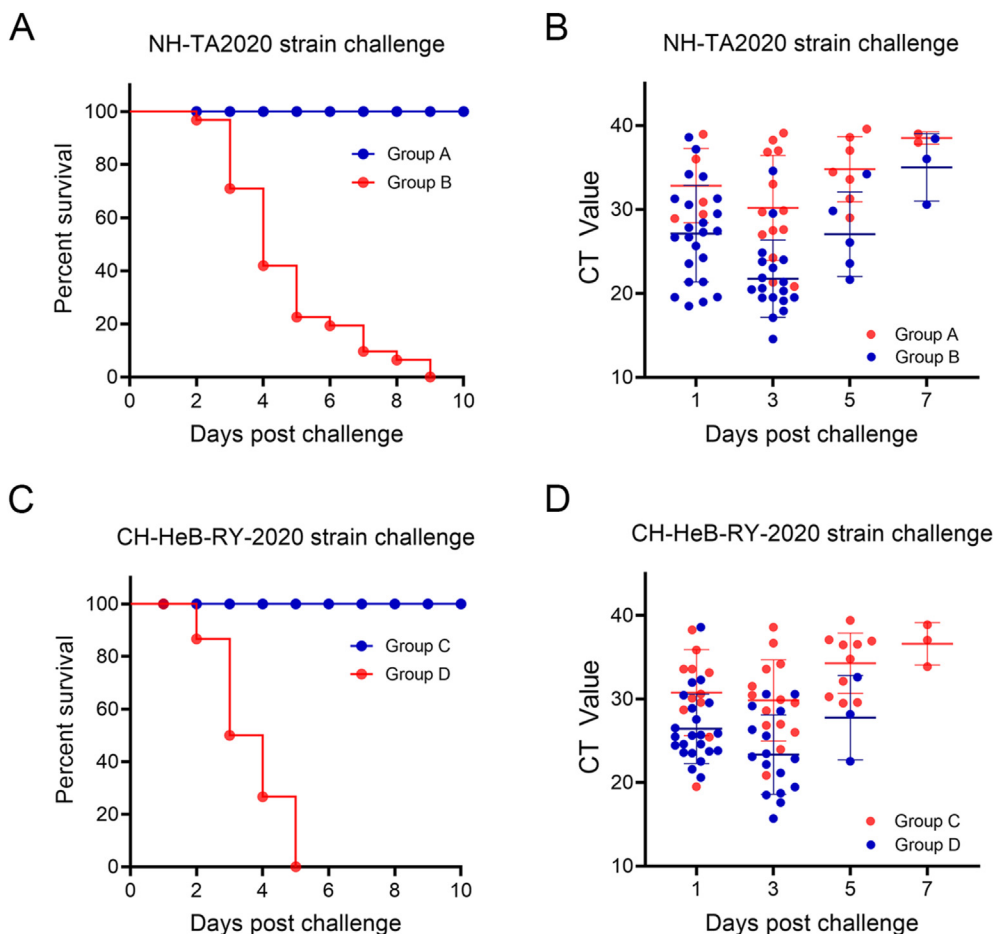 A
NH-TA2020 strain challenge
Percent survival
100
80
60
40
20
0
Group A
Group B
0 2 4 6 8 10
Days post challenge
B
NH-TA2020 strain challenge
CT Value
40
30
20
10
Group A
Group B
1 3 5 7
Days post challenge
C
CH-HeB-RY-2020 strain challenge
Percent survival
100
80
60
40
20
0
Group C
Group D
0 2 4 6 8 10
Days post challenge
D
CH-HeB-RY-2020 strain challenge
CT Value
40
30
20
10
Group C
Group D
1 3 5 7
Days post challenge